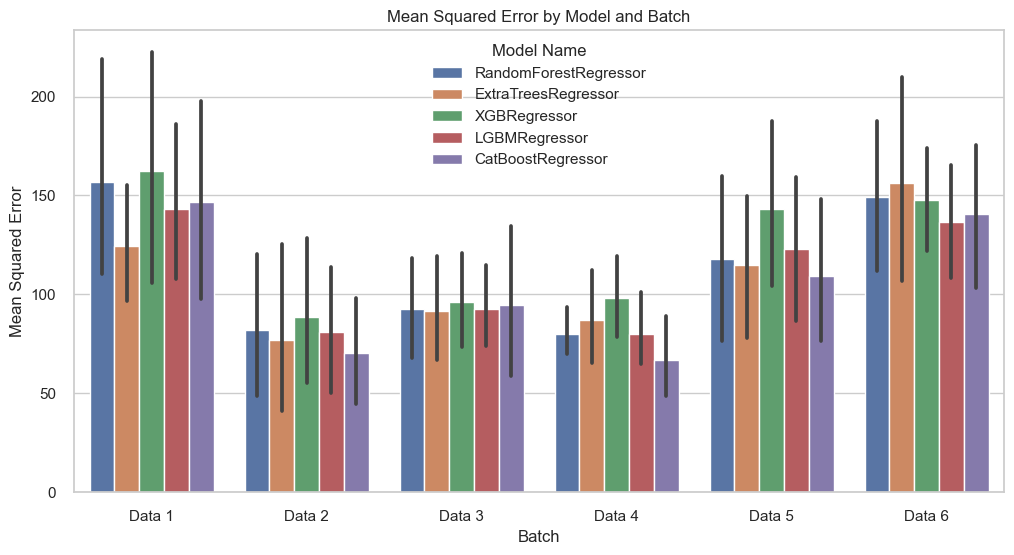 Mean Squared Error by Model and Batch
Model Name
RandomForestRegressor
ExtraTreesRegressor
XGBRegressor
LGBMRegressor
CatBoostRegressor
Mean Squared Error
200
150
100
50
0
Data 1
Data 2
Data 3
Data 4
Data 5
Data 6
Batch